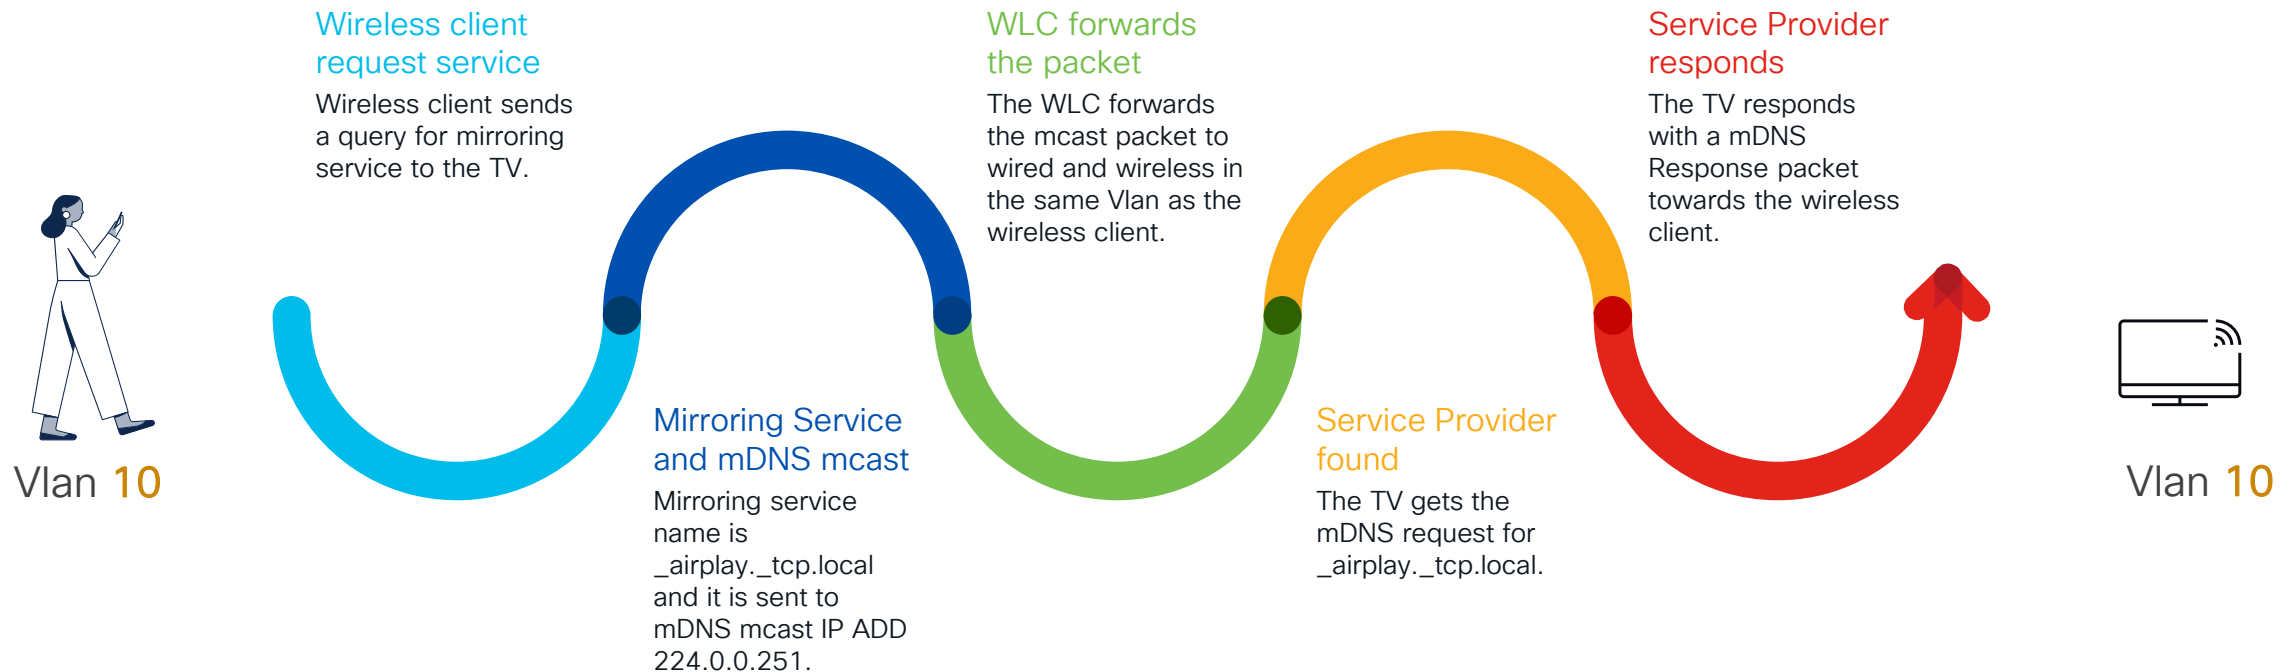 Wireless client
request service
Wireless client sends
a query for mirroring
service to the TV.
Mirroring Service
and mDNS mcast
Mirroring service
name is
_airplay._tcp.local
and it is sent to
mDNS mcast IP ADD
224.0.0.251.
WLC forwards
the packet
The WLC forwards
the mcast packet to
wired and wireless in
the same Vlan as the
wireless client.
Service Provider
found
The TV gets the
mDNS request for
_airplay._tcp.local.
Service Provider
responds
The TV responds
with a mDNS
Response packet
towards the wireless
client.
Vlan 10
Vlan 10